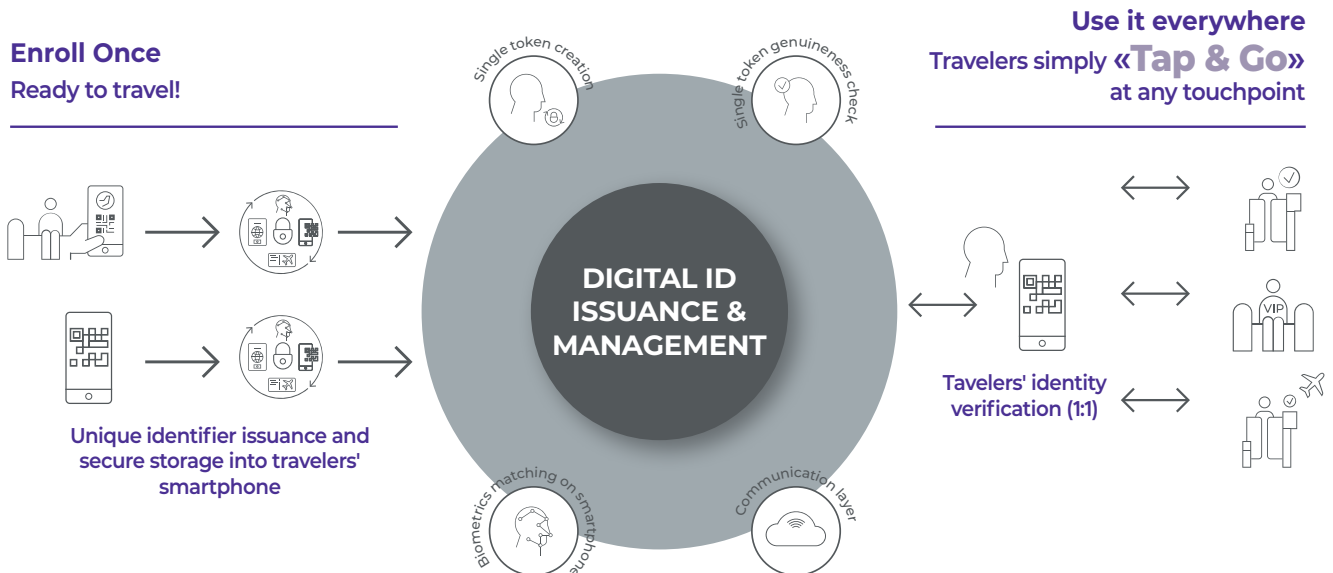 Enroll Once
Ready to travel!
Unique identifier issuance and
secure storage into travelers'
smartphone
Single token creation
Single token genuineness check
DIGITAL ID
ISSUANCE &
MANAGEMENT
Biometrics matching on smartphone
Communication layer
Use it everywhere
Travelers simply «Tap & Go»
at any touchpoint
Tavelers' identity
verification (1:1)
VIP